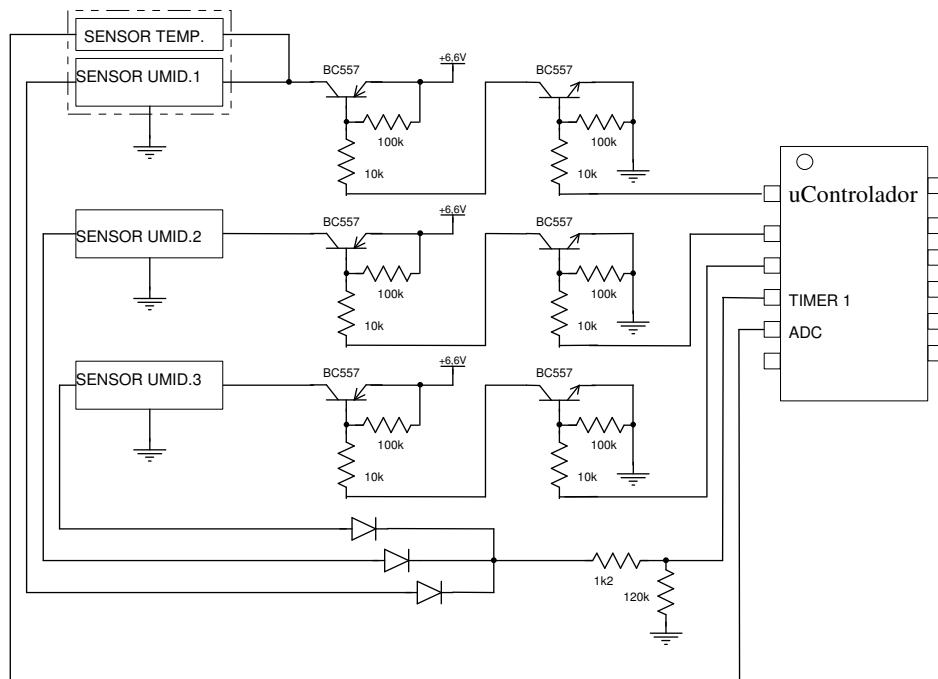 SENSOR TEMP.
SENSOR UMID.1
BC557
+6,6V
BC557
100k
100k
10k
10k
uControlador
SENSOR UMID.2
BC557
+6,6V
BC557
100k
100k
10k
10k
TIMER 1
ADC
SENSOR UMID.3
BC557
+6,6V
BC557
100k
100k
10k
10k
1k2
120k